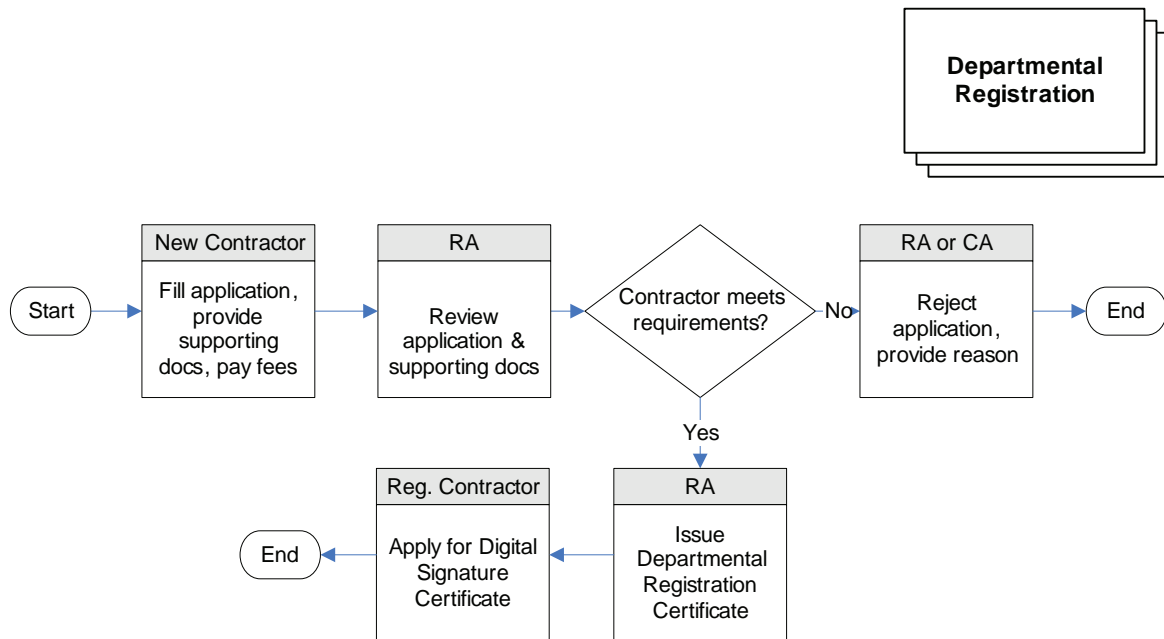 Departmental
Registration
New Contractor
RA
RA or CA
Start
Fill application,
provide
supporting
docs, pay fees
Review
application &
supporting docs
Contractor meets
requirements?
No
Reject
application,
provide reason
End
Yes
Reg. Contractor
RA
End
Apply for Digital
Signature
Certificate
Issue
Departmental
Registration
Certificate